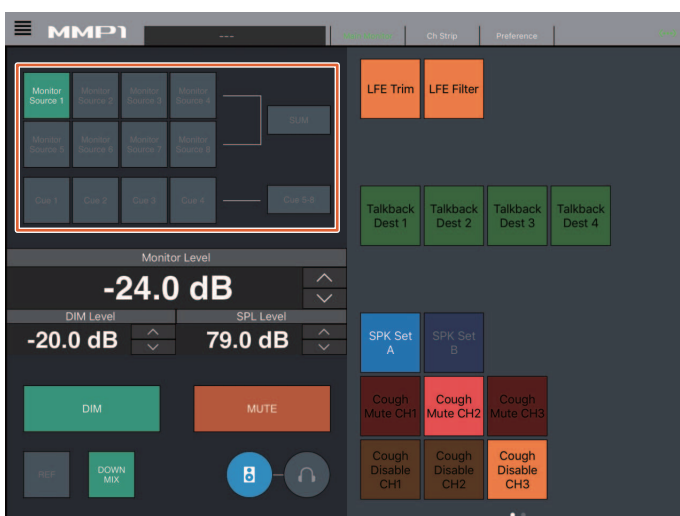 MMP1
---
Ch Strip
Preference
Monitor
Source 1
Monitor
Source 2
Monitor
Source 3
Monitor
Source 4
Monitor
Source 5
Monitor
Source 6
Monitor
Source 7
Monitor
Source 8
SUM
Cue 1
Cue 2
Cue 3
Cue 4
Cue 5-8
Monitor Level
-24.0 dB
DIM Level
SPL Level
-20.0 dB
79.0 dB
DIM
MUTE
REF
DOWN
MIX
LFE Trim
LFE Filter
Talkback
Dest 1
Talkback
Dest 2
Talkback
Dest 3
Talkback
Dest 4
SPK Set
A
SPK Set
B
Cough
Mute CH1
Cough
Mute CH2
Cough
Mute CH3
Cough
Disable
CH1
Cough
Disable
CH2
Cough
Disable
CH3